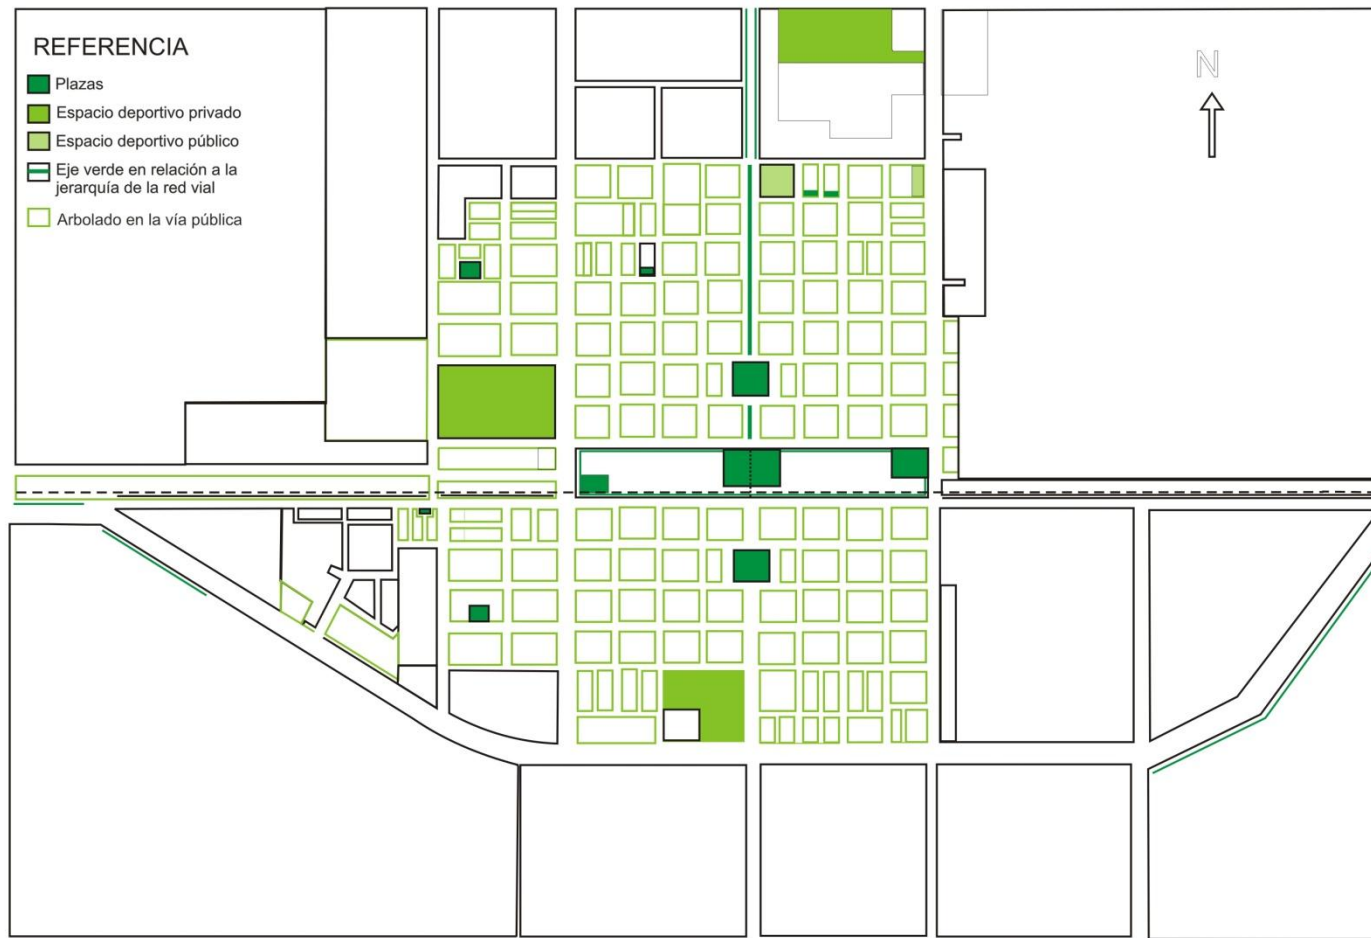 REFERENCIA
Plazas
Espacio deportivo privado
Espacio deportivo público
Eje verde en relación a la
jerarquía de la red vial
Arbolado en la vía pública
N